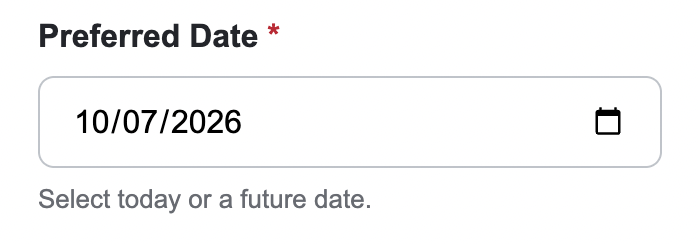 Preferred Date *
10/07/2026
Select today or a future date.